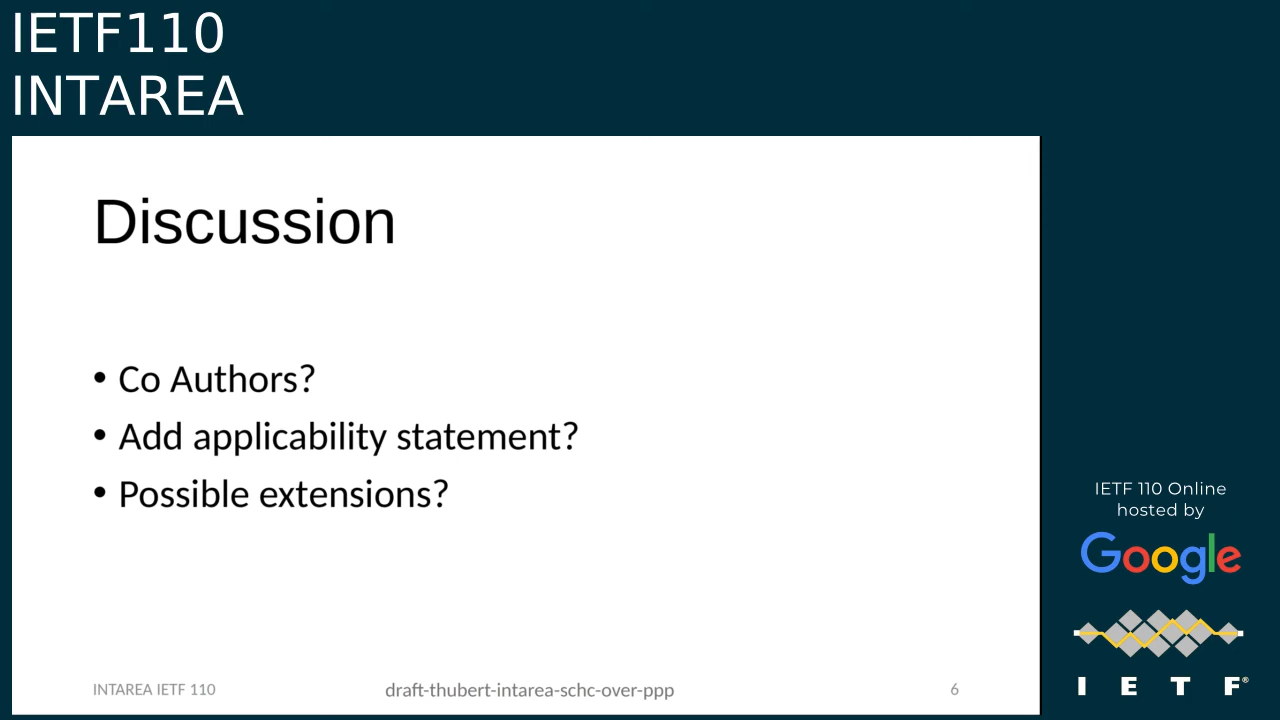 IETF110
INTAREA
Discussion
• Co Authors?
• Add applicability statement?
• Possible extensions?
IETF 110 Online
hosted by
Google
I E T F®
INTAREA IETF 110
draft-thubert-intarea-schc-over-ppp
6